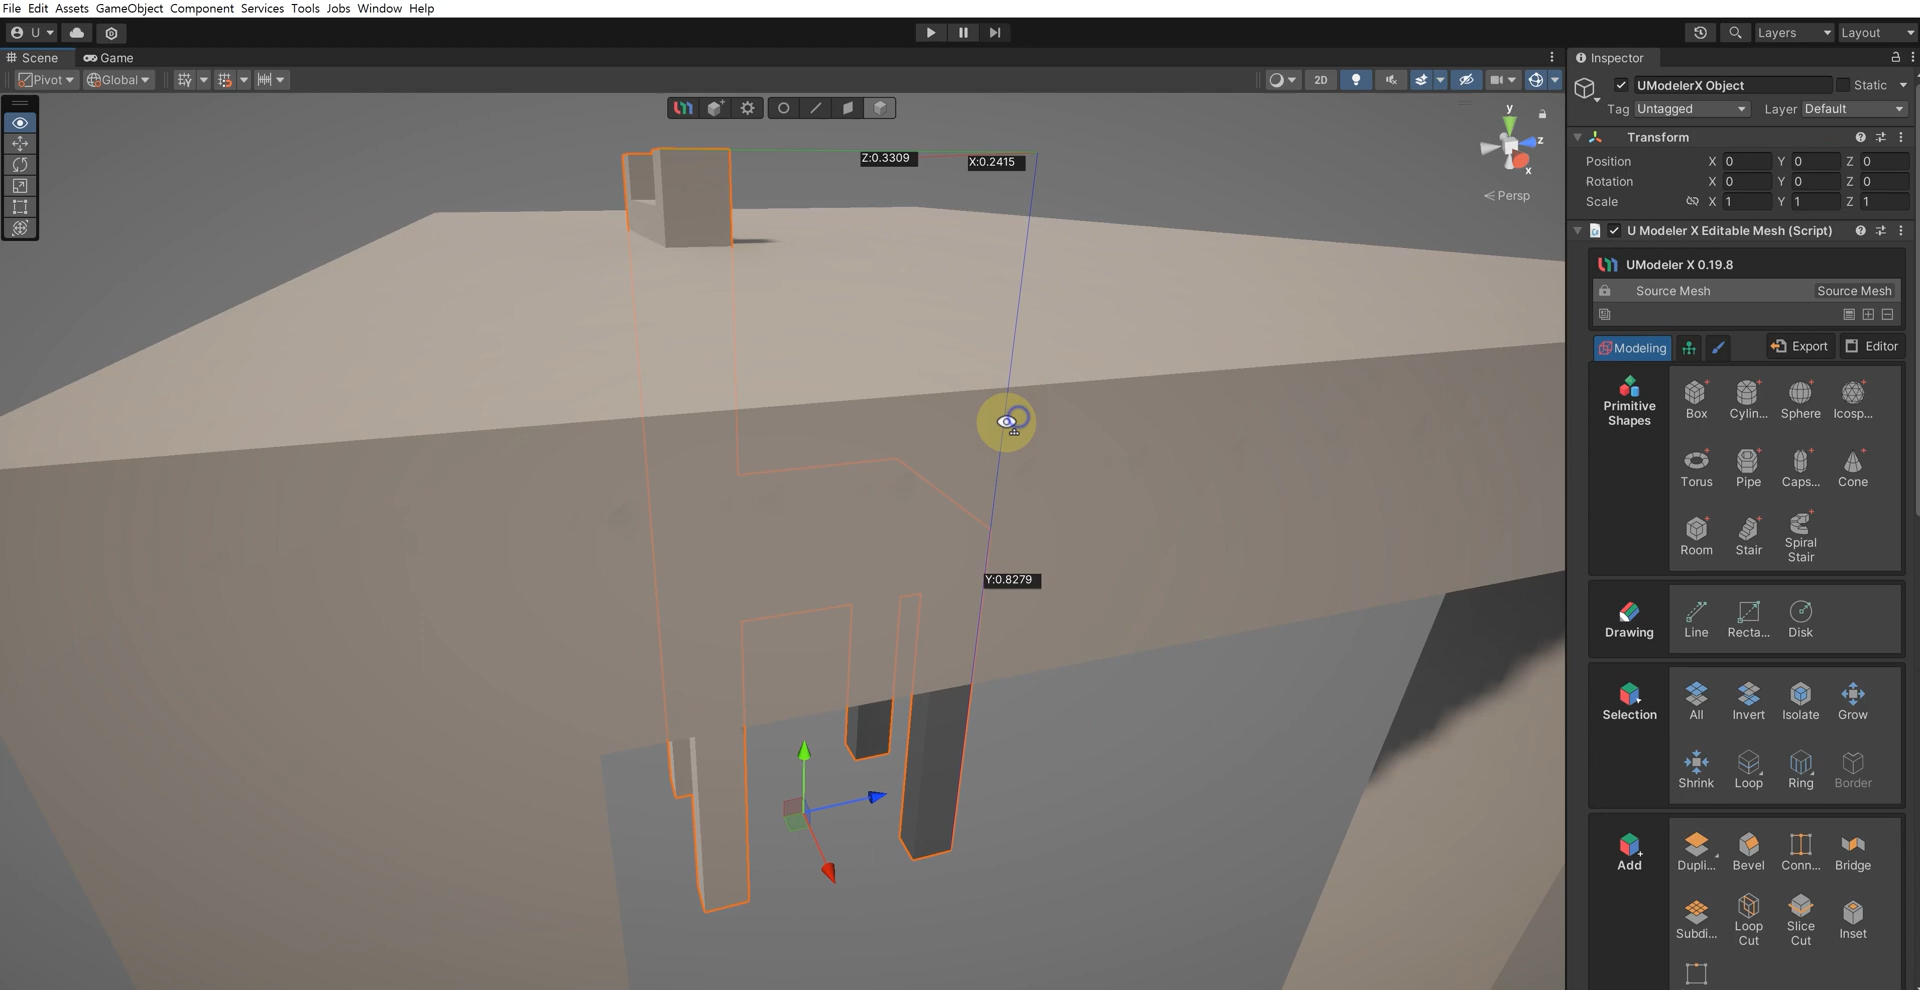 File Edit Assets GameObject Component Services Tools Jobs Window Help
U
Layers
Layout
Scene
Game
Inspector
Pivot
Global
2D
UModelerX Object
Static
Tag Untagged
Layer Default
Transform
Position X 0 Y 0 Z 0
Rotation X 0 Y 0 Z 0
Scale X 1 Y 1 Z 1
y
z
x
Persp
Z:0.3309
X:0.2415
Y:0.8279
U Modeler X Editable Mesh (Script)
UModeler X 0.19.8
Source Mesh Source Mesh
Modeling
Export
Editor
Primitive
Shapes
Box Cylin... Sphere Icosp...
Torus Pipe Caps... Cone
Room Stair Spiral
Stair
Drawing
Line Recta... Disk
Selection
All Invert Isolate Grow
Shrink Loop Ring Border
Add
Dupli... Bevel Conn... Bridge
Subdi... Loop
Cut
Slice
Cut
Inset